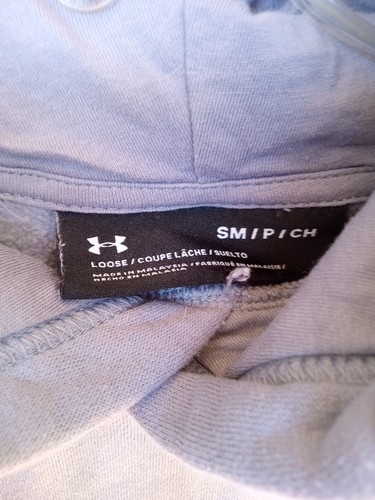 SM / P / CH
LOOSE / COUPE LÂCHE / SUELTO
MADE IN MALAYSIA / FABRIQUÉ EN MALAISIE /
HECHO EN MALASIA